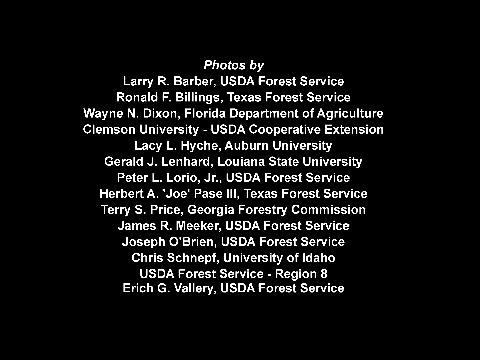 Photos by
Larry R. Barber, USDA Forest Service
Ronald F. Billings, Texas Forest Service
Wayne N. Dixon, Florida Department of Agriculture
Clemson University - USDA Cooperative Extension
Lacy L. Hyche, Auburn University
Gerald J. Lenhard, Louiana State University
Peter L. Lorio, Jr., USDA Forest Service
Herbert A. 'Joe' Pase III, Texas Forest Service
Terry S. Price, Georgia Forestry Commission
James R. Meeker, USDA Forest Service
Joseph O'Brien, USDA Forest Service
Chris Schnepf, University of Idaho
USDA Forest Service - Region 8
Erich G. Vallery, USDA Forest Service